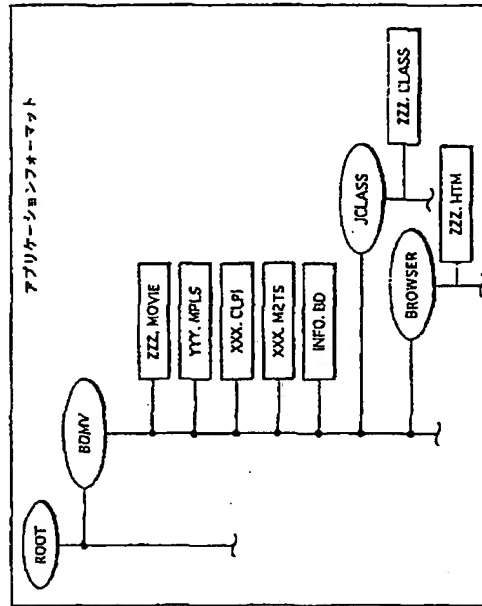 アプリケーションフォーマット
ROOT
BDMV
ZZZ. MOVIE
YYY. MPLS
XXX. CLPI
XXX. M2TS
INFO. BD
JCLASS
ZZZ. CLASS
BROWSER
ZZZ. HTM